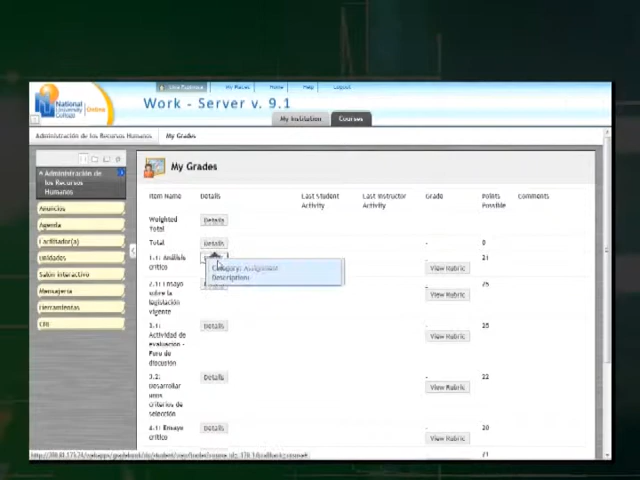 My Places Home Help Logout
National University College Online
Work - Server v. 9.1
My Institution Courses
Administración de los Recursos Humanos My Grades
My Grades
Administración de los Recursos Humanos
Anuncios
Agenda
Facilitador(a)
Unidades
Salón Interactivo
Mensajería
Herramientas
Item Name Details Last Student Activity Last Instructor Activity Grade Points Possible Comments
Weighted Total Details
Total Details - 0
1.1: Análisis crítico - View Rubric 21
Category: Assignment
Description:
2.1: Ensayo sobre la legislación vigente - View Rubric
3.1: Actividad de evaluación - Foro de discusión Details - View Rubric
3.2: Desarrollar unos criterios de selección Details - View Rubric 22
4.1: Ensayo crítico Details - View Rubric 20
21